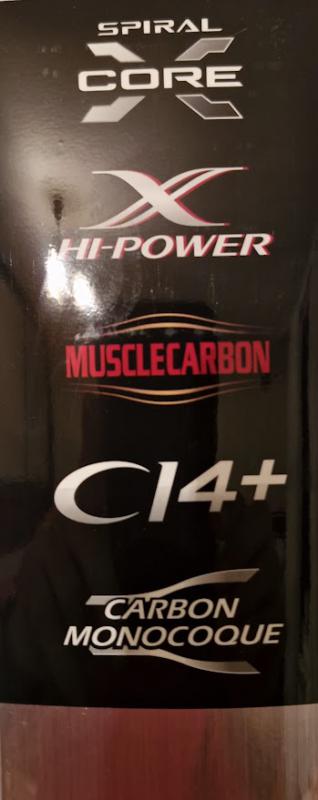 SPIRAL
X
CORE
X
HI-POWER
MUSCLECARBON
CI4+
CARBON
MONOCOQUE